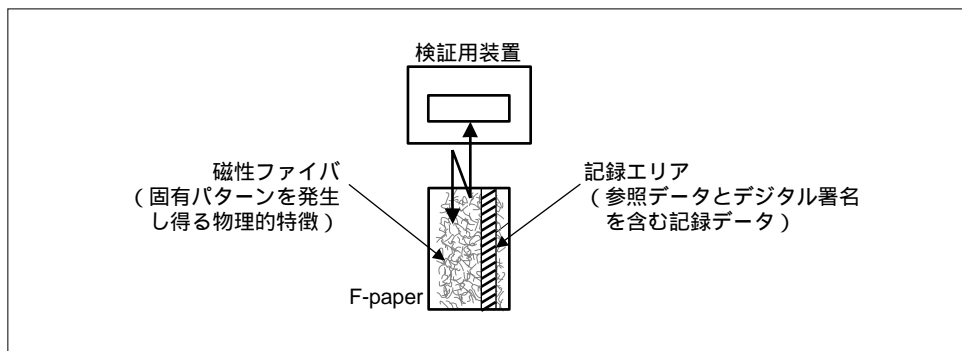 検証用装置
磁性ファイバ
（固有パターンを発生
し得る物理的特徴）
記録エリア
（参照データとデジタル署名
を含む記録データ）
F-paper